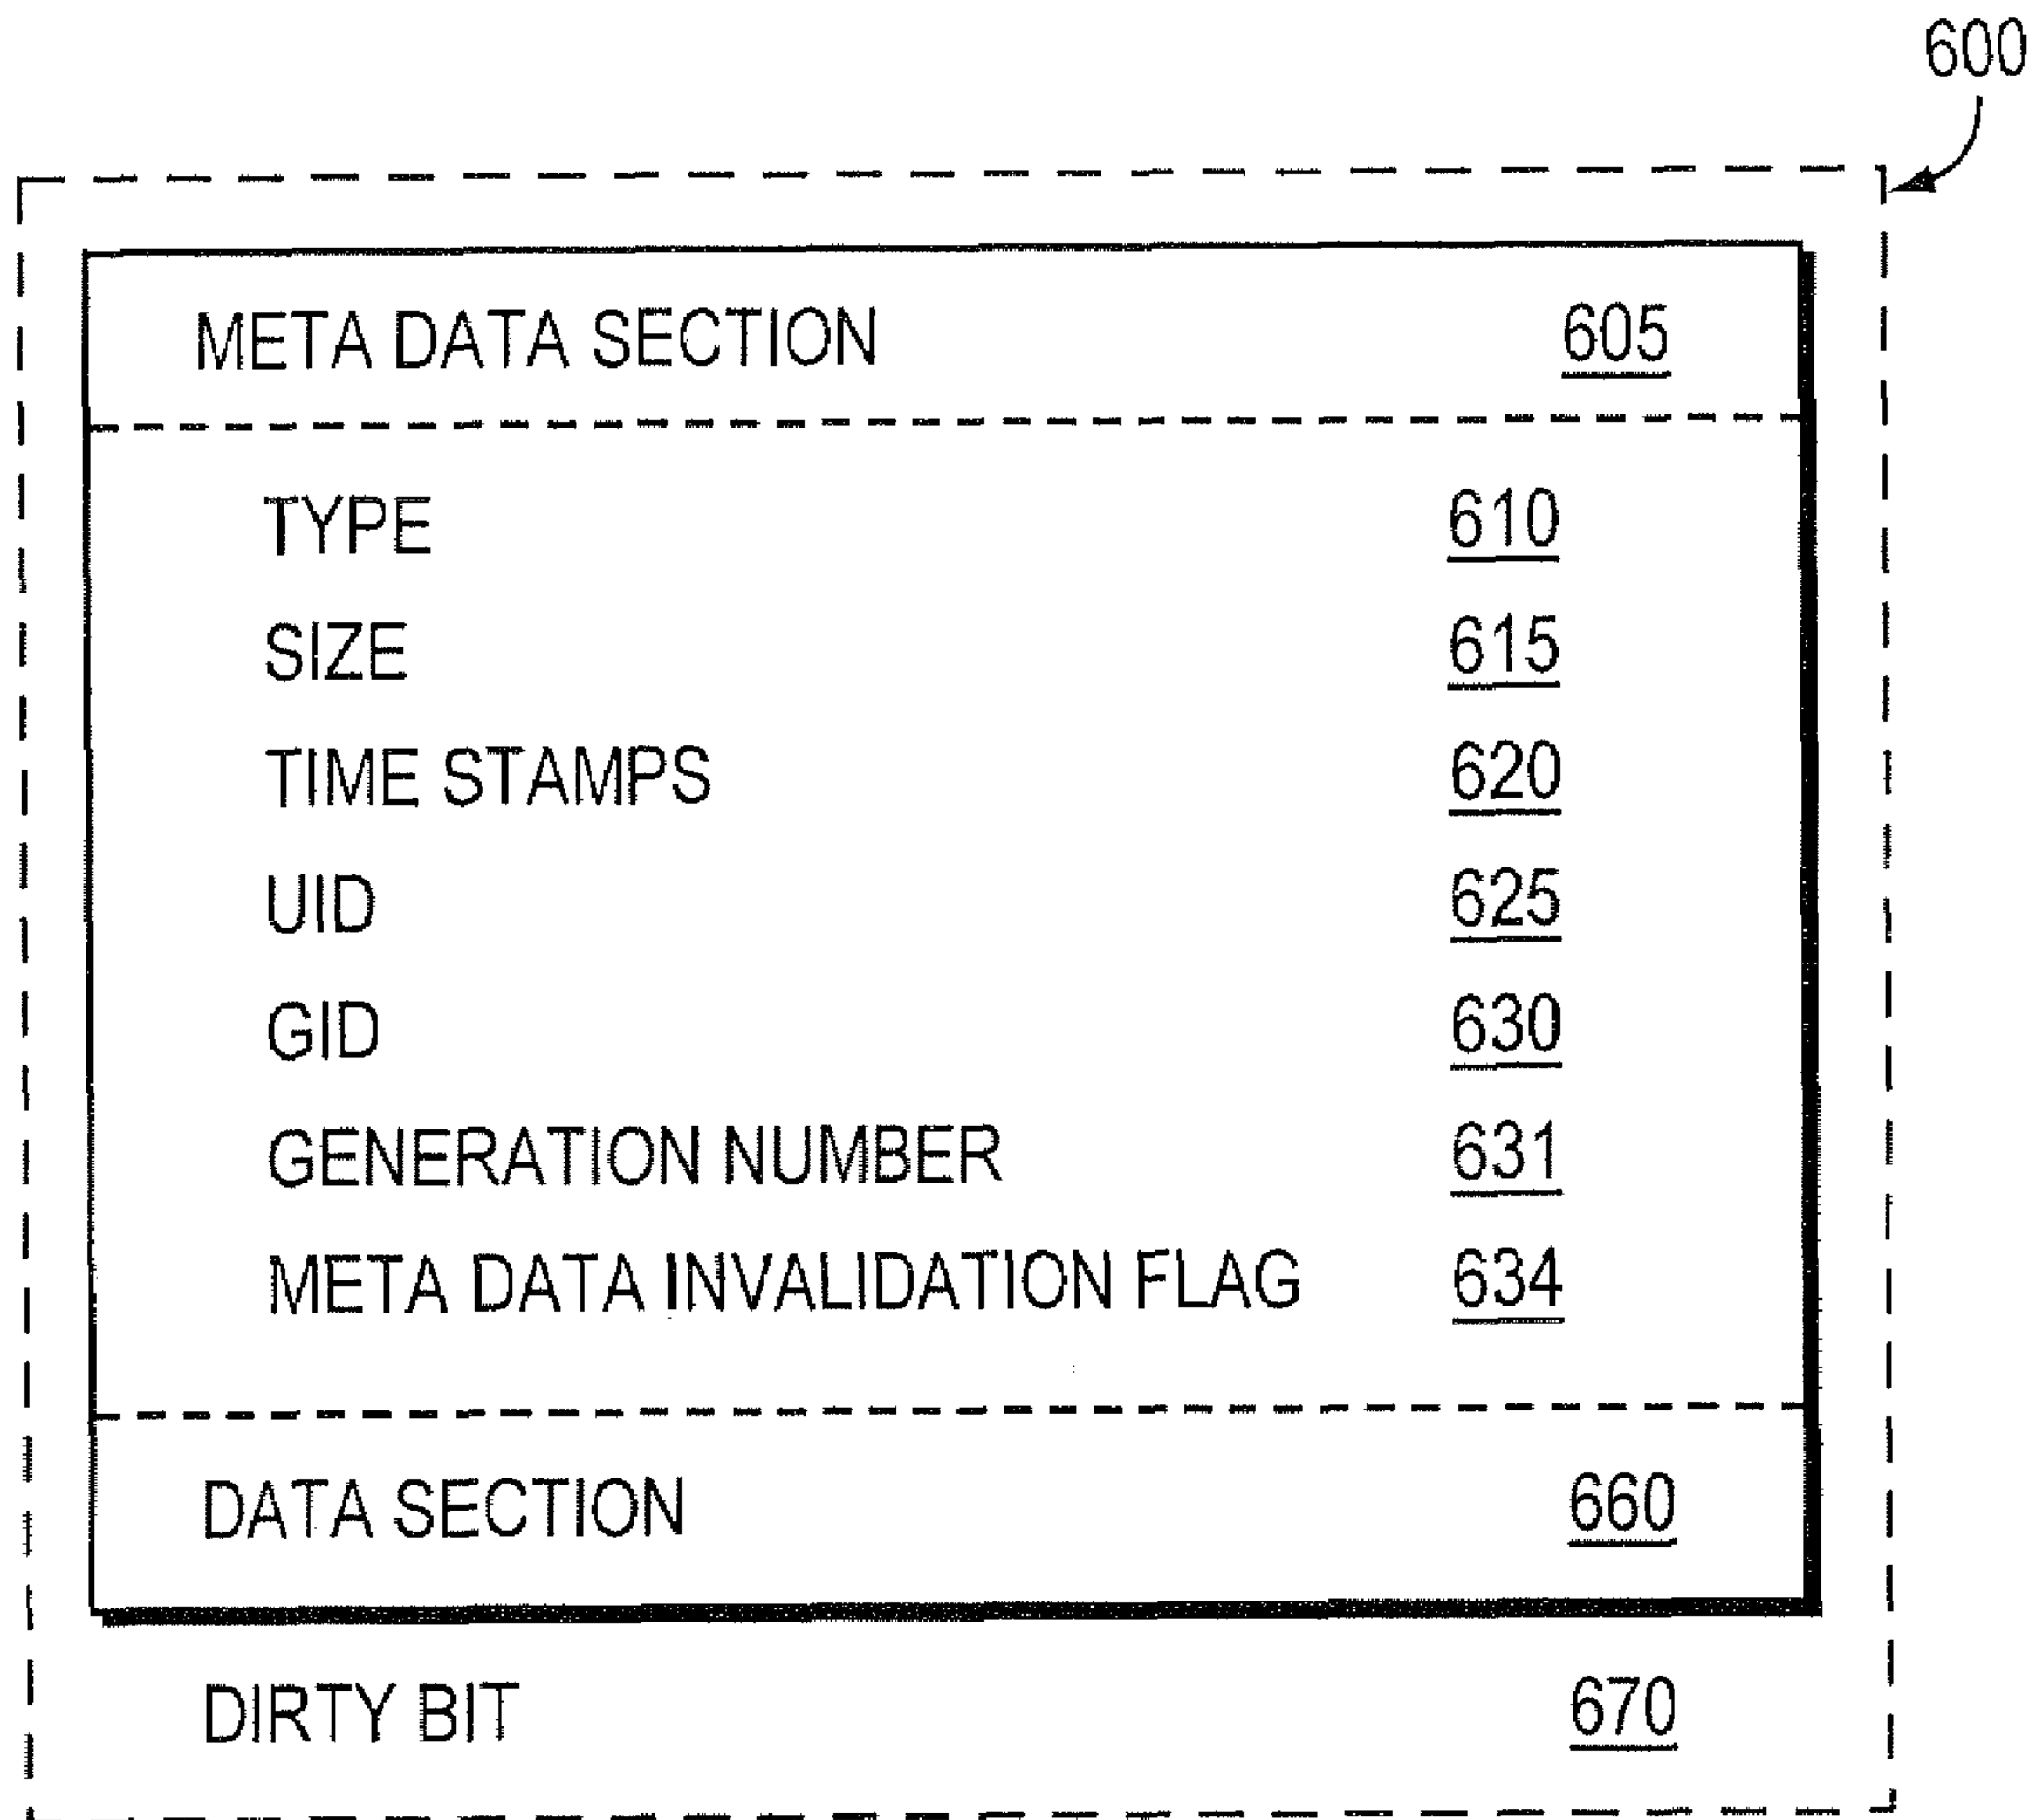 600
META DATA SECTION 605
TYPE 610
SIZE 615
TIME STAMPS 620
UID 625
GID 630
GENERATION NUMBER 631
META DATA INVALIDATION FLAG 634
DATA SECTION 660
DIRTY BIT 670